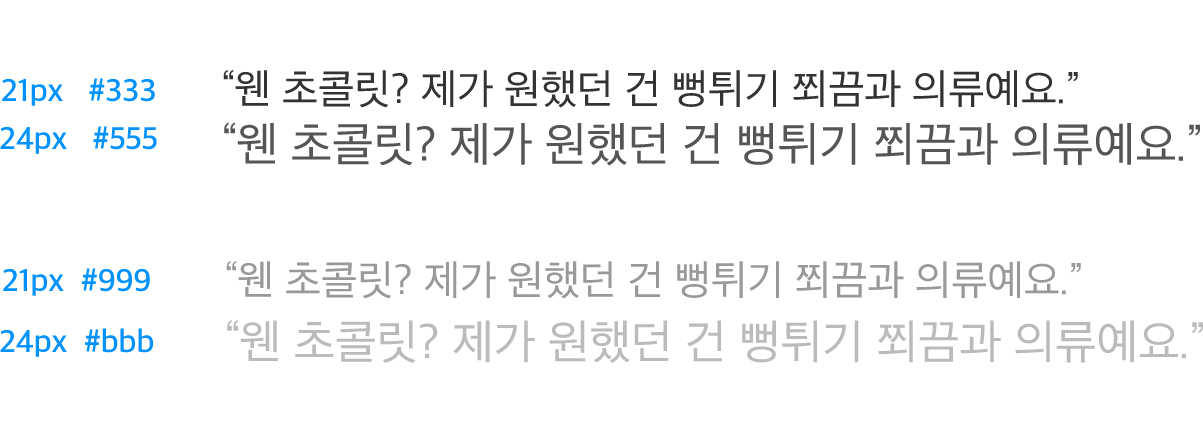 21px #333 “웬 초콜릿? 제가 원했던 건 뻥튀기 쬐끔과 의류예요.”
24px #555 “웬 초콜릿? 제가 원했던 건 뻥튀기 쬐끔과 의류예요.”
21px #999 “웬 초콜릿? 제가 원했던 건 뻥튀기 쬐끔과 의류예요.”
24px #bbb “웬 초콜릿? 제가 원했던 건 뻥튀기 쬐끔과 의류예요.”